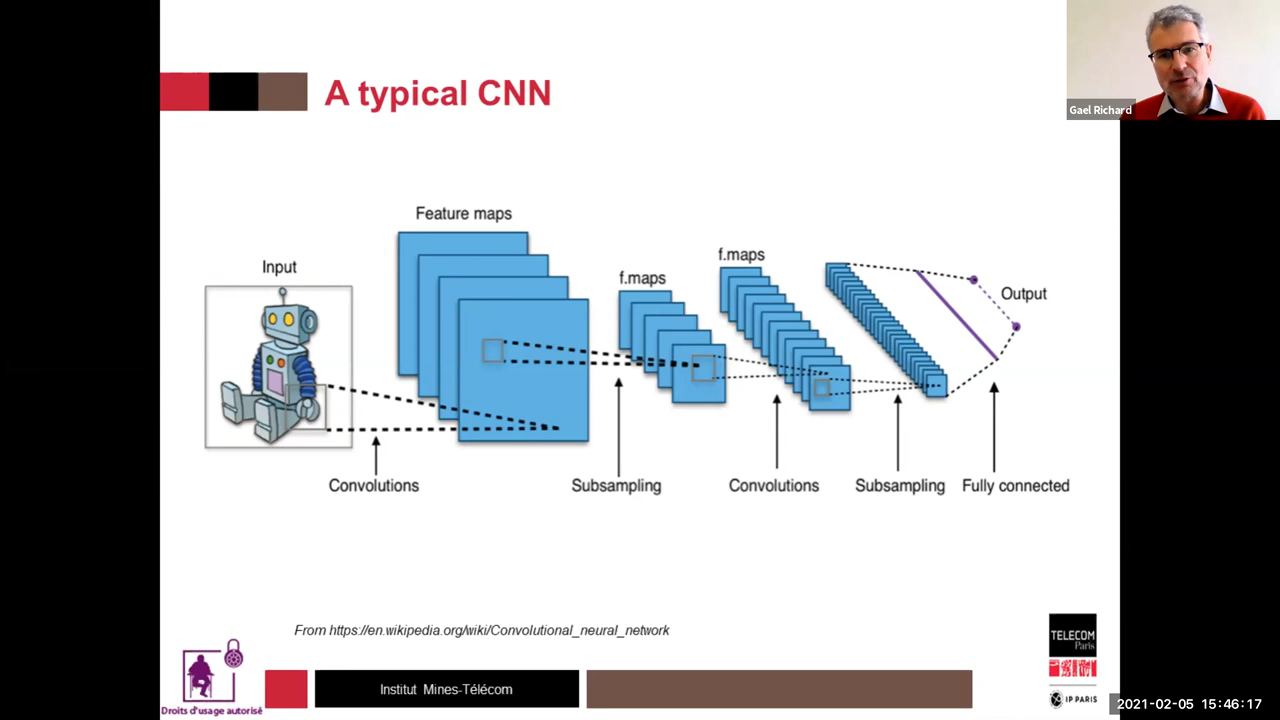 Gael Richard
A typical CNN
Feature maps
Input
f.maps
f.maps
Output
Convolutions
Subsampling
Convolutions
Subsampling
Fully connected
From https://en.wikipedia.org/wiki/Convolutional_neural_network
Institut Mines-Télécom
Droits d'usage autorisé
TELECOM
Paris
IP PARIS
2021-02-05 15:46:17